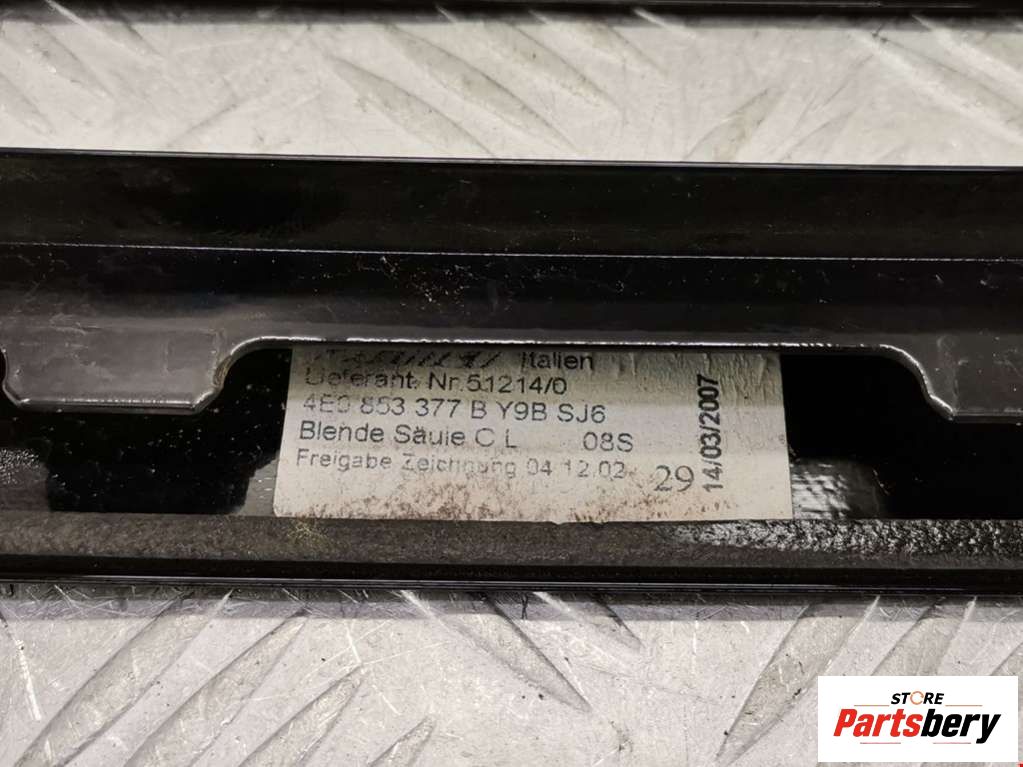 Italien
Lieferant. Nr.51214/0
4E0 853 377 B Y9B SJ6
Blende Säule C L 08S
Freigabe Zeichnung 04.12.02
29
14/03/2007
STORE
Partsbery